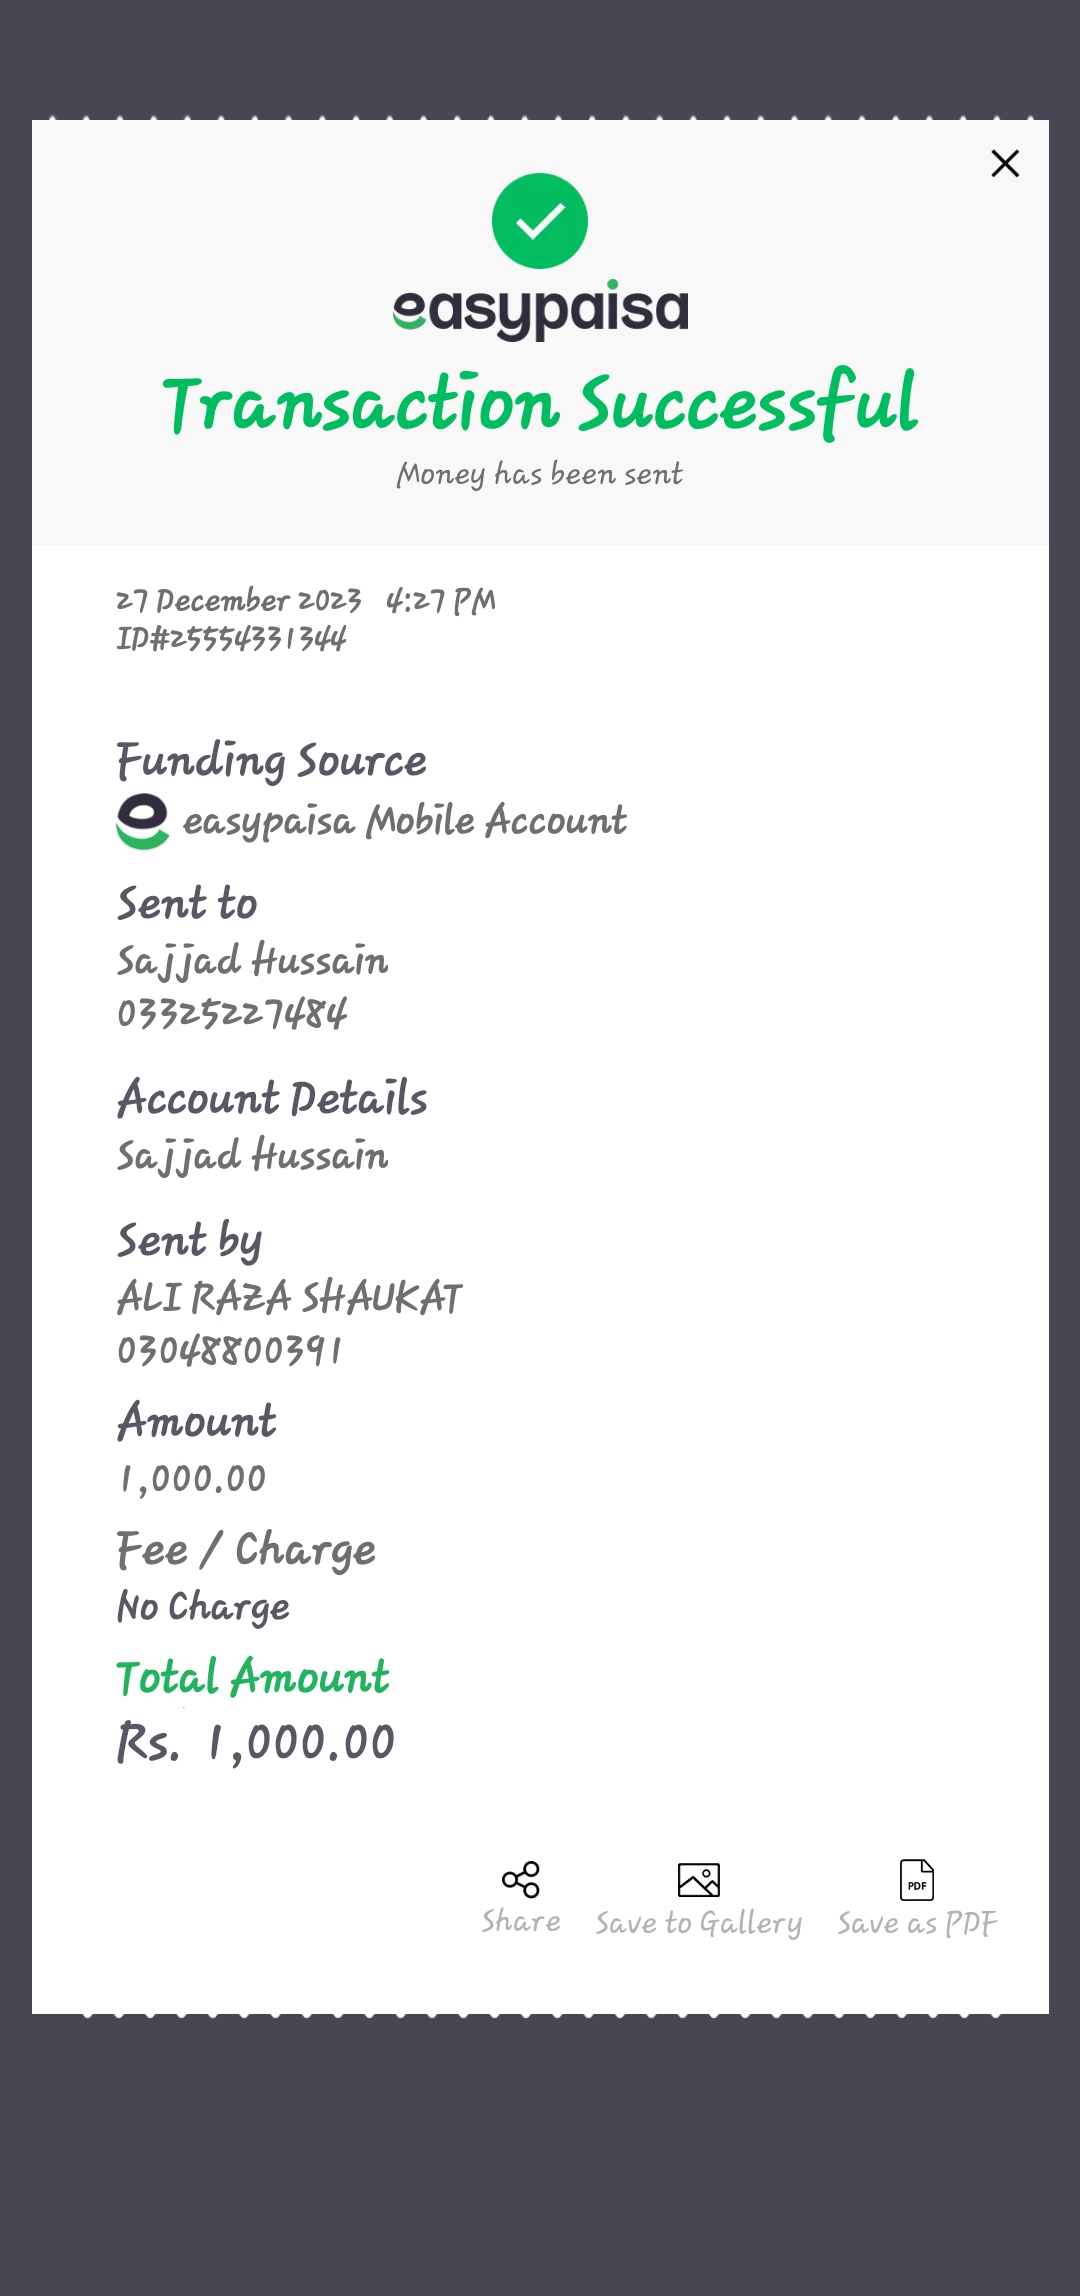 easypaisa
Transaction Successful
Money has been sent
27 December 2023 4:27 PM
ID#25554331344
Funding Source
easypaisa Mobile Account
Sent to
Sajjad Hussain
03325227484
Account Details
Sajjad Hussain
Sent by
ALI RAZA SHAUKAT
03048800391
Amount
1,000.00
Fee / Charge
No Charge
Total Amount
Rs. 1,000.00
PDF
Share Save to Gallery Save as PDF